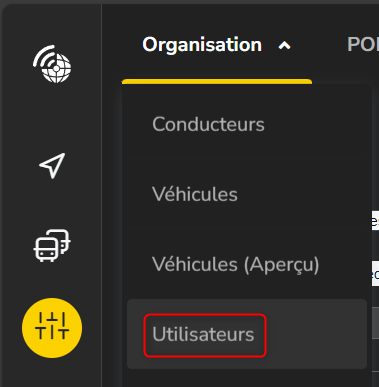 Organisation
Conducteurs
Véhicules
Véhicules (Aperçu)
Utilisateurs